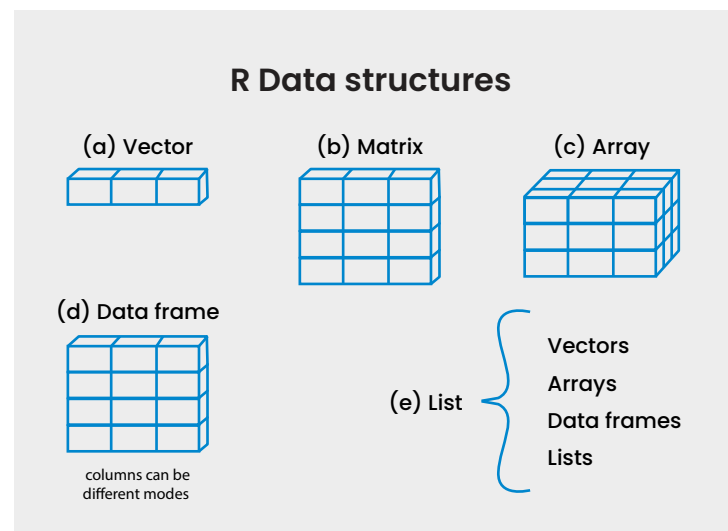 R Data structures
(a) Vector
(b) Matrix
(c) Array
(d) Data frame
columns can be
different modes
(e) List
Vectors
Arrays
Data frames
Lists